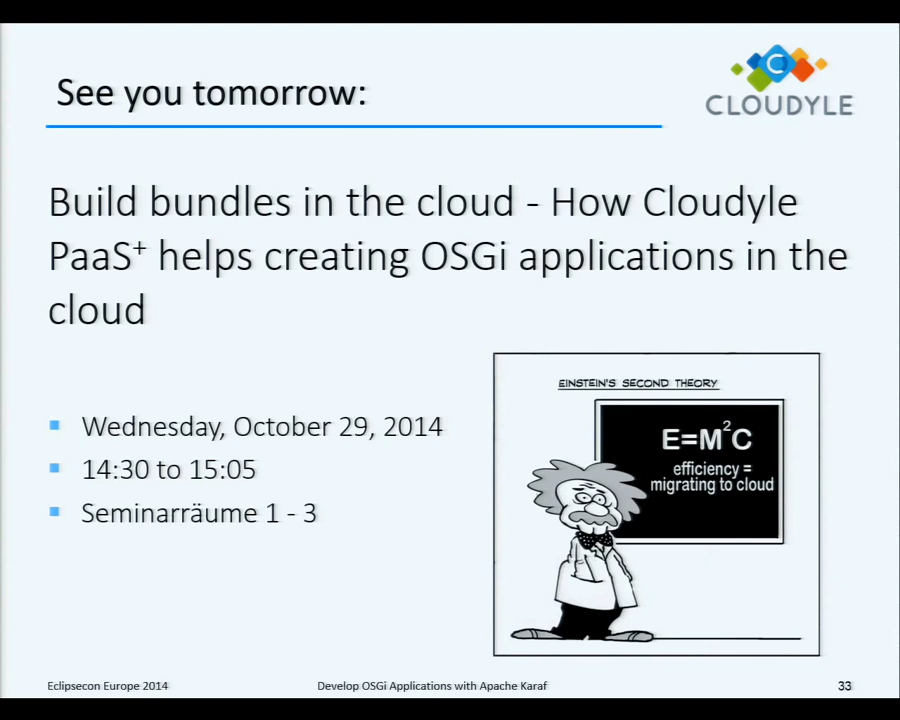 See you tomorrow:
C
CLOUDYLE
Build bundles in the cloud - How Cloudyle
PaaS⁺ helps creating OSGi applications in the
cloud
▪ Wednesday, October 29, 2014
▪ 14:30 to 15:05
▪ Seminarräume 1 - 3
EINSTEIN'S SECOND THEORY
E=M²C
efficiency =
migrating to cloud
Eclipsecon Europe 2014
Develop OSGi Applications with Apache Karaf
33